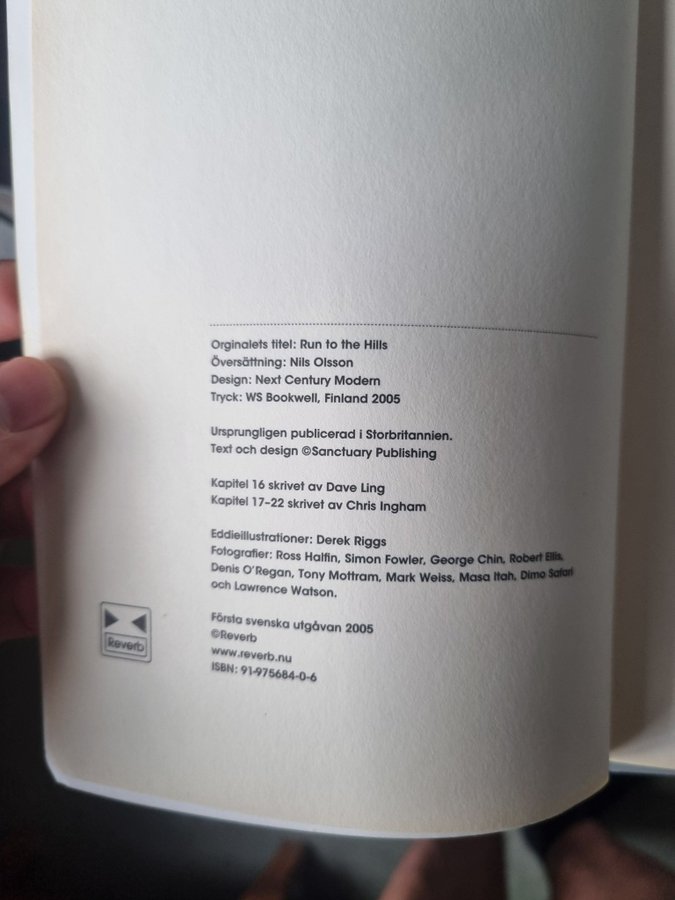 Orginalets titel: Run to the Hills
Översättning: Nils Olsson
Design: Next Century Modern
Tryck: WS Bookwell, Finland 2005
Ursprungligen publicerad i Storbritannien.
Text och design ©Sanctuary Publishing
Kapitel 16 skrivet av Dave Ling
Kapitel 17–22 skrivet av Chris Ingham
Eddieillustrationer: Derek Riggs
Fotografier: Ross Halfin, Simon Fowler, George Chin, Robert Ellis,
Denis O'Regan, Tony Mottram, Mark Weiss, Masa Itah, Dimo Safari
och Lawrence Watson.
Första svenska utgåvan 2005
©Reverb
www.reverb.nu
ISBN: 91-975684-0-6
Reverb